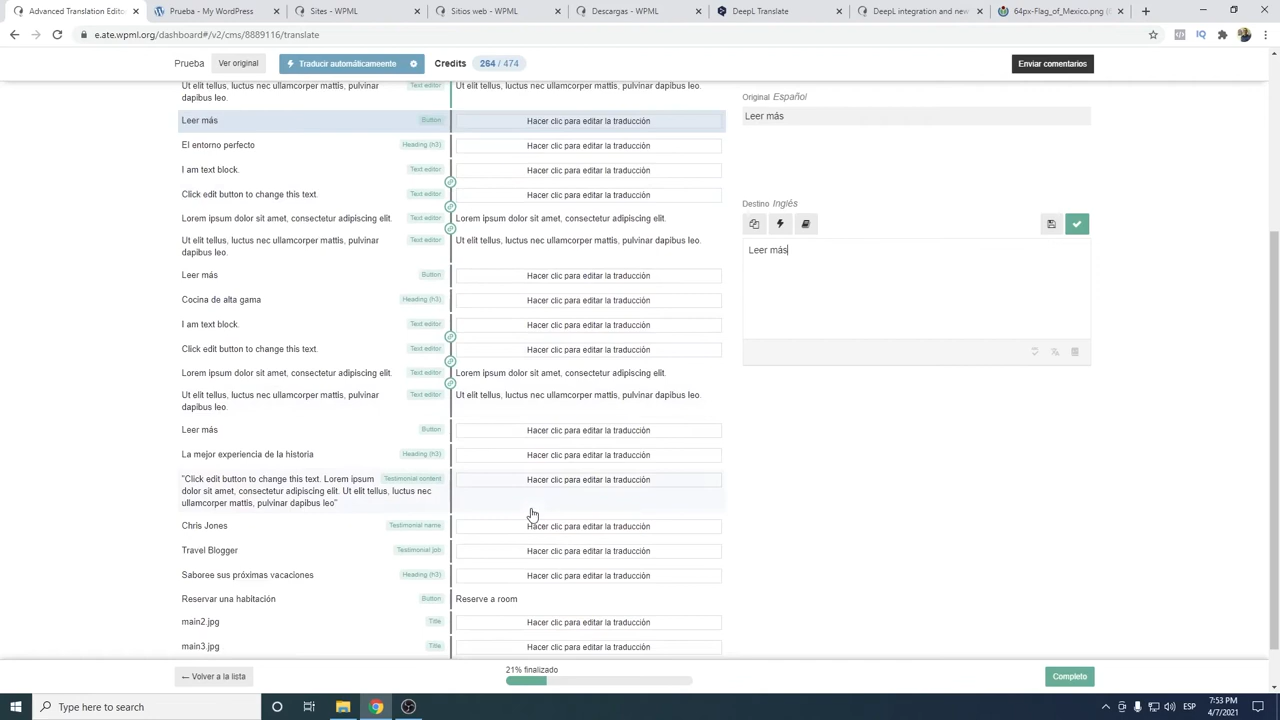 Advanced Translation Edito
Prueba ‹ My WordPress — WordP
Sites - WPML
Sitios web - WPML
Descargas - WPML
DeepL Translate
DeepL integration and new
64px-Flag_of_Mexico.png (
e.ate.wpml.org/dashboard#/v2/cms/8889116/translate
Prueba
Ver original
Traducir automáticamente
Credits
264 / 474
Enviar comentarios
Ut elit tellus, luctus nec ullamcorper mattis, pulvinar
dapibus leo.
Text editor
Ut elit tellus, luctus nec ullamcorper mattis, pulvinar dapibus leo.
Leer más
Button
Hacer clic para editar la traducción
El entorno perfecto
Heading (h3)
Hacer clic para editar la traducción
I am text block.
Text editor
Hacer clic para editar la traducción
Click edit button to change this text.
Text editor
Hacer clic para editar la traducción
Lorem ipsum dolor sit amet, consectetur adipiscing elit.
Text editor
Lorem ipsum dolor sit amet, consectetur adipiscing elit.
Ut elit tellus, luctus nec ullamcorper mattis, pulvinar
dapibus leo.
Text editor
Ut elit tellus, luctus nec ullamcorper mattis, pulvinar dapibus leo.
Leer más
Button
Hacer clic para editar la traducción
Cocina de alta gama
Heading (h3)
Hacer clic para editar la traducción
I am text block.
Text editor
Hacer clic para editar la traducción
Click edit button to change this text.
Text editor
Hacer clic para editar la traducción
Lorem ipsum dolor sit amet, consectetur adipiscing elit.
Text editor
Lorem ipsum dolor sit amet, consectetur adipiscing elit.
Ut elit tellus, luctus nec ullamcorper mattis, pulvinar
dapibus leo.
Text editor
Ut elit tellus, luctus nec ullamcorper mattis, pulvinar dapibus leo.
Leer más
Button
Hacer clic para editar la traducción
La mejor experiencia de la historia
Heading (h3)
Hacer clic para editar la traducción
"Click edit button to change this text. Lorem ipsum
dolor sit amet, consectetur adipiscing elit. Ut elit tellus, luctus nec
ullamcorper mattis, pulvinar dapibus leo"
Testimonial content
Hacer clic para editar la traducción
Chris Jones
Testimonial name
Hacer clic para editar la traducción
Travel Blogger
Testimonial job
Hacer clic para editar la traducción
Saboree sus próximas vacaciones
Heading (h3)
Hacer clic para editar la traducción
Reservar una habitación
Button
Reserve a room
main2.jpg
Title
Hacer clic para editar la traducción
main3.jpg
Title
Hacer clic para editar la traducción
Original Español
Leer más
Destino Inglés
Leer más
← Volver a la lista
21% finalizado
Completo
Type here to search
ESP
7:53 PM
4/7/2021